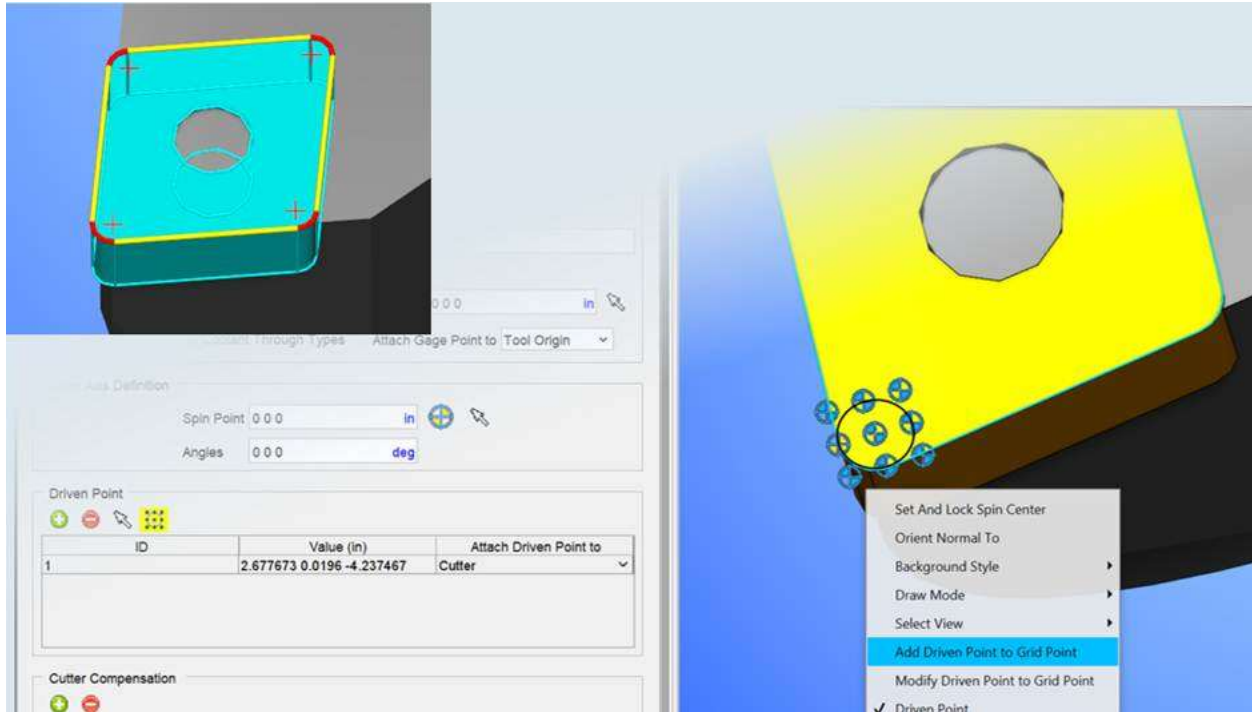 0 0 0 in
Coolant Through Types Attach Gage Point to Tool Origin
Axis Definition
Spin Point 0 0 0 in
Angles 0 0 0 deg
Driven Point
ID Value (in) Attach Driven Point to
1 2.677673 0.0196 -4.237467 Cutter
Cutter Compensation
Set And Lock Spin Center
Orient Normal To
Background Style
Draw Mode
Select View
Add Driven Point to Grid Point
Modify Driven Point to Grid Point
Driven Point